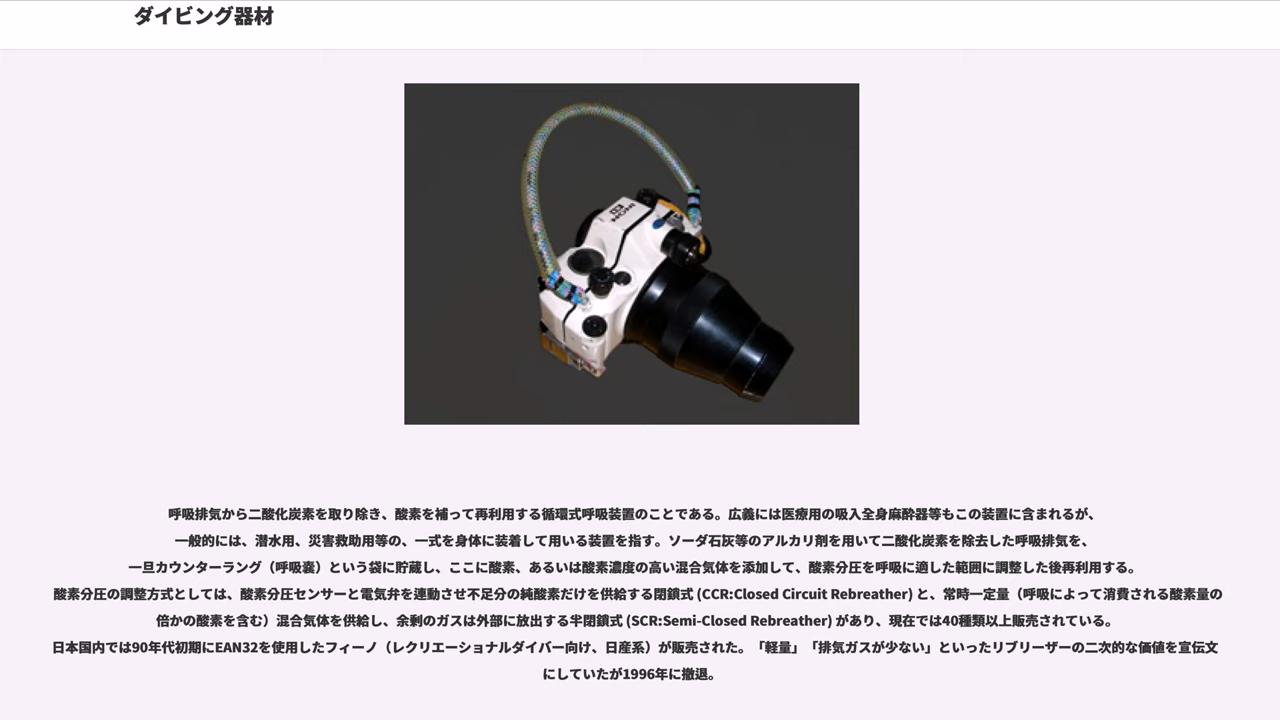 ダイビング器材
呼吸排気から二酸化炭素を取り除き、酸素を補って再利用する循環式呼吸装置のことである。広義には医療用の吸入全身麻酔器等もこの装置に含まれるが、
一般的には、潜水用、災害救助用等の、一式を身体に装着して用いる装置を指す。ソーダ石灰等のアルカリ剤を用いて二酸化炭素を除去した呼吸排気を、
一旦カウンターラング（呼吸嚢）という袋に貯蔵し、ここに酸素、あるいは酸素濃度の高い混合気体を添加して、酸素分圧を呼吸に適した範囲に調整した後再利用する。
酸素分圧の調整方式としては、酸素分圧センサーと電気弁を連動させ不足分の純酸素だけを供給する閉鎖式 (CCR:Closed Circuit Rebreather) と、常時一定量（呼吸によって消費される酸素量の
倍かの酸素を含む）混合気体を供給し、余剰のガスは外部に放出する半閉鎖式 (SCR:Semi-Closed Rebreather) があり、現在では40種類以上販売されている。
日本国内では90年代初期にEAN32を使用したフィーノ（レクリエーショナルダイバー向け、日産系）が販売された。「軽量」「排気ガスが少ない」といったリブリーザーの二次的な価値を宣伝文
にしていたが1996年に撤退。